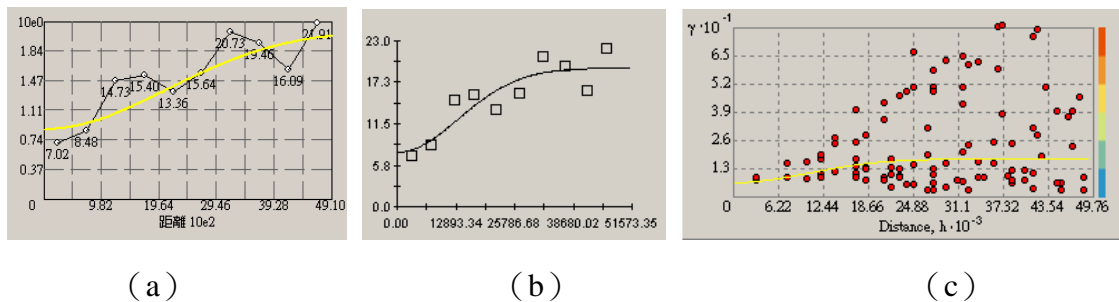 10e0
1.84
1.47
1.11
0.74
0.37
0
7.02
8.48
14.73
15.40
13.36
15.64
20.73
19.46
16.09
21.91
9.82 19.64 29.46 39.28 49.10
距離 10e2
(a)
23.0
17.3
11.5
5.8
0.0
0.00 12893.34 25786.68 38680.02 51573.35
(b)
γ·10⁻¹
6.5
5.2
3.9
2.6
1.3
0 6.22 12.44 18.66 24.88 31.1 37.32 43.54 49.76
Distance, h·10⁻³
(c)